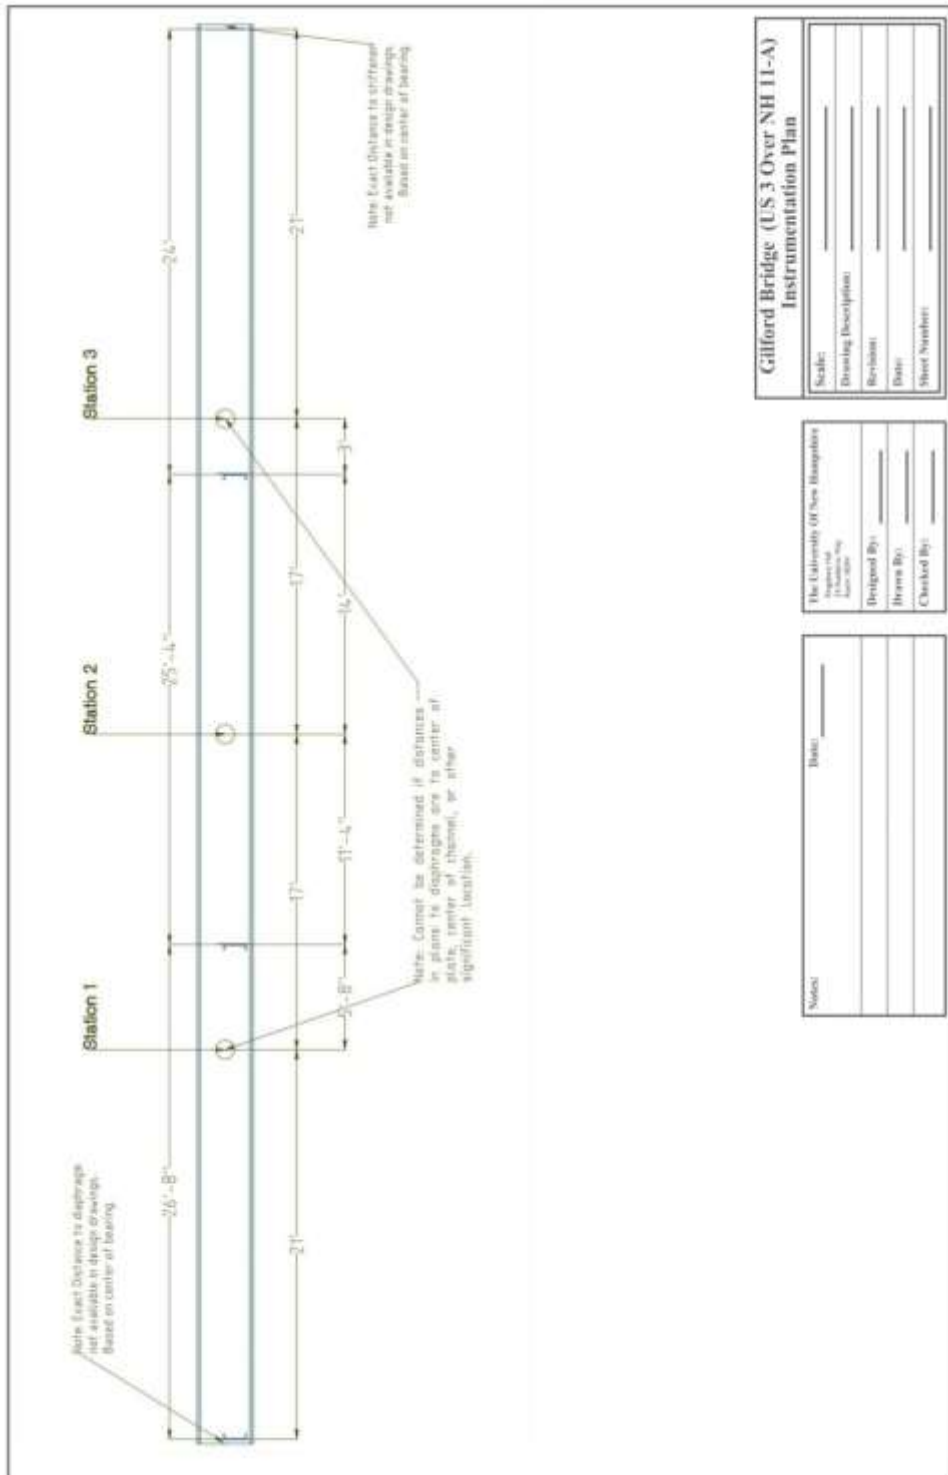 Note: Exact Distance to diaphragm
not available in design drawings.
Based on center of bearing
Station 1
Station 2
Station 3
26'-8"
25'-4"
24'
21'
17'
17'
21'
5'-8"
11'-4"
14'
3'
Note: Cannot be determined if distances
in plans to diaphragms are to center of
plate, center of channel, or other
significant location.
Note: Exact Distance to stiffener
not available in design drawings.
Based on center of bearing
Notes:
Date:
The University Of New Hampshire
Designed By:
Drawn By:
Checked By:
Gilford Bridge (US 3 Over NH 11-A)
Instrumentation Plan
Scale:
Drawing Description:
Revision:
Date:
Sheet Number: